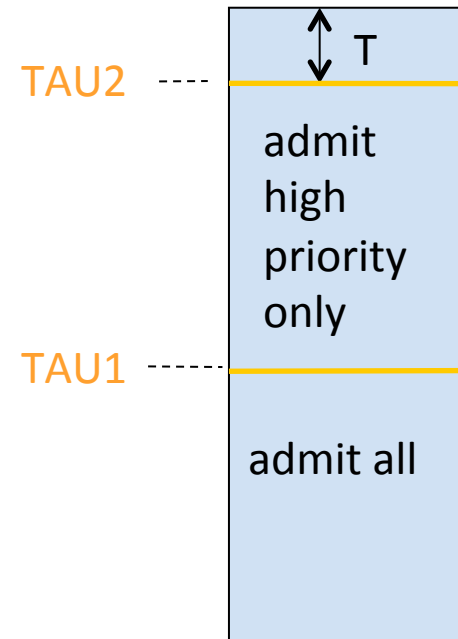 T
TAU2
admit
high
priority
only
TAU1
admit all